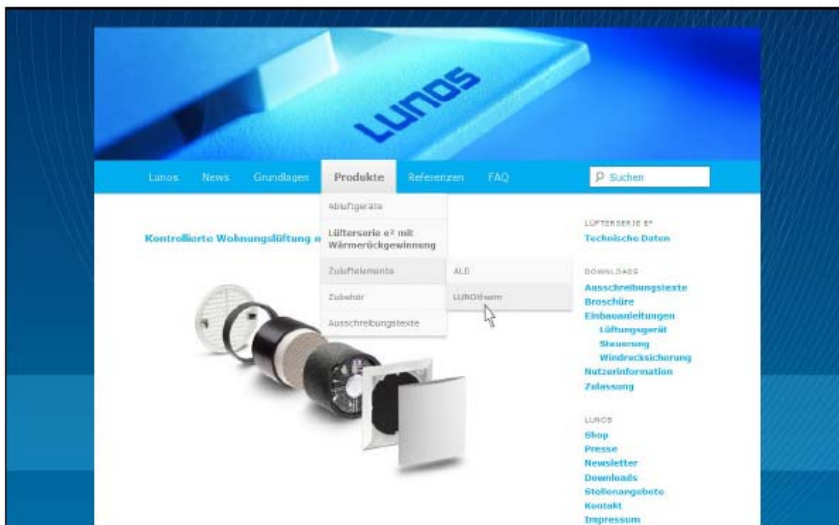 LUNOS
Lunos News Grundlagen Produkte Referenzen FAQ Suchen
Abluftgeräte
Lüfterserie e² mit
Wärmerückgewinnung
Zuluftelemente
Zubehör
Ausschreibungstexte
ALD
LUNOtherm
Kontrollierte Wohnungslüftung m
LÜFTERSERIE E²
Technische Daten
DOWNLOADS
Ausschreibungstexte
Broschüre
Einbauanleitungen
Lüftungsgerät
Steuerung
Windrucksicherung
Nutzerinformation
Zulassung
LUNOS
Shop
Presse
Newsletter
Downloads
Stellenangebote
Kontakt
Impressum